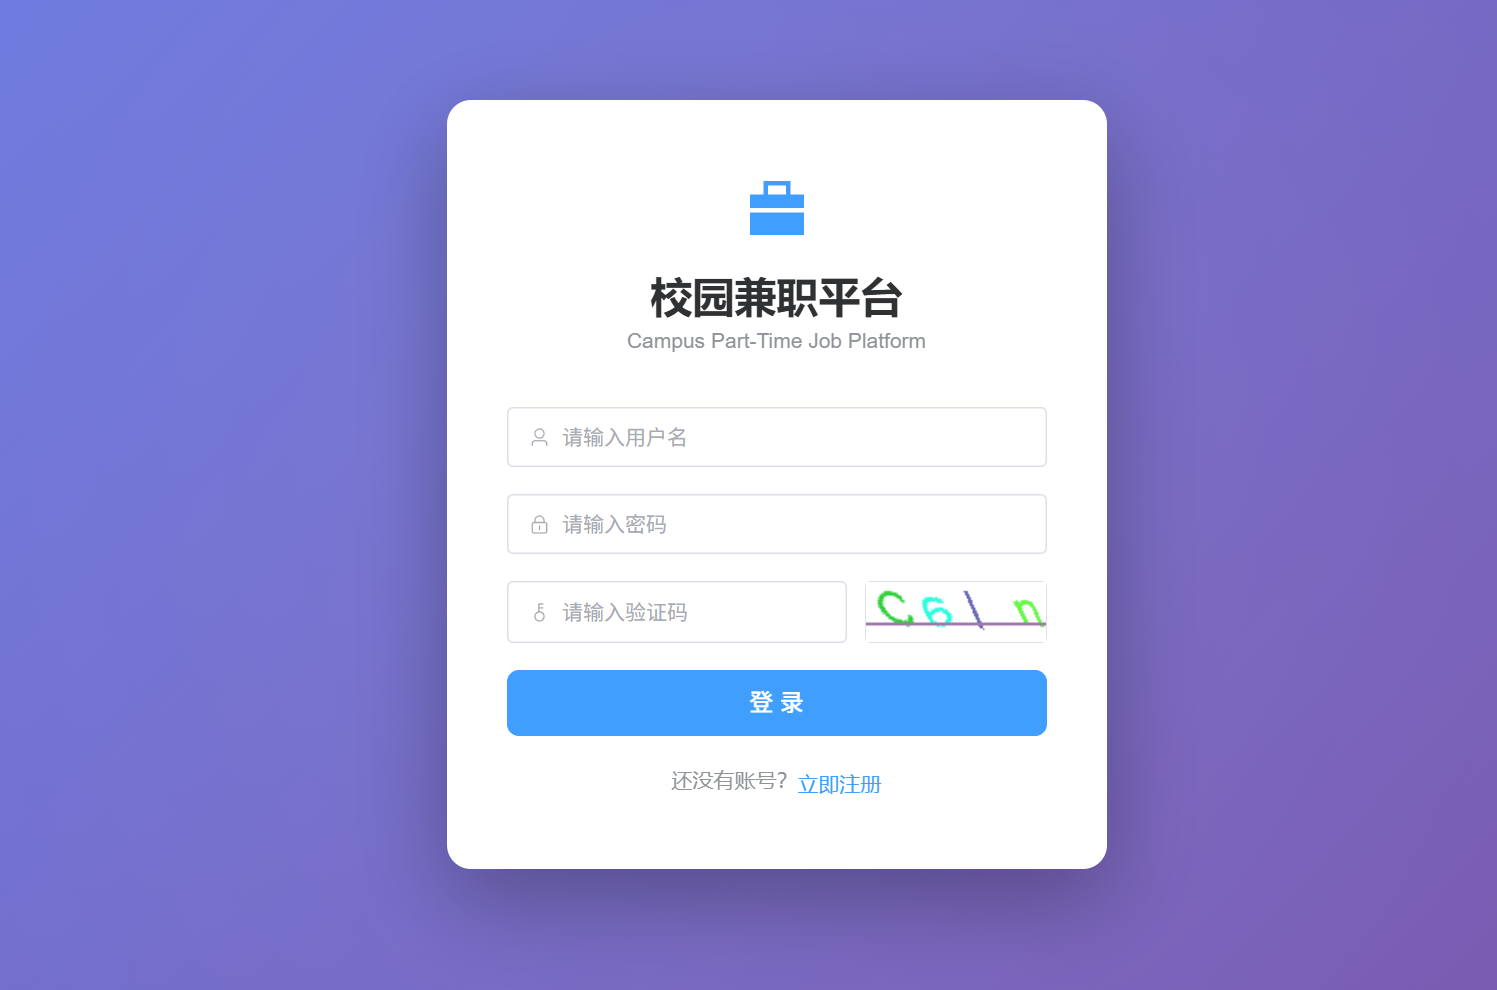 校园兼职平台
Campus Part-Time Job Platform
请输入用户名
请输入密码
请输入验证码
登 录
还没有账号? 立即注册